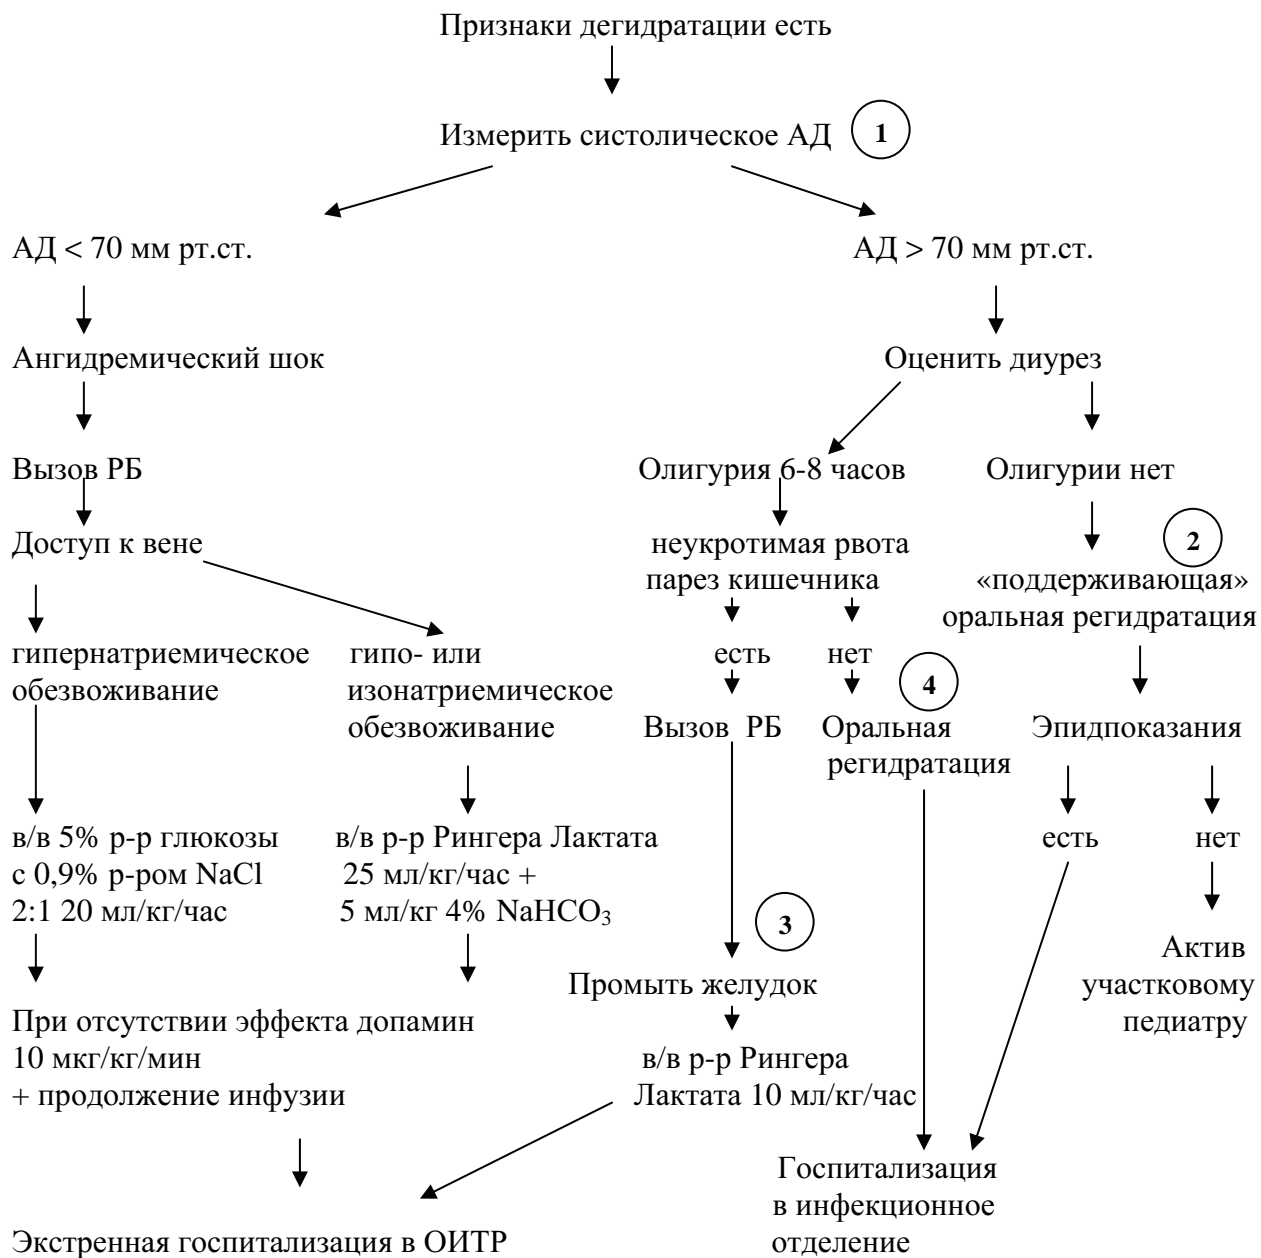 Признаки дегидратации есть
Измерить систолическое АД
1
АД < 70 мм рт.ст.
АД > 70 мм рт.ст.
Ангидремический шок
Оценить диурез
Вызов РБ
Олигурия 6-8 часов
Олигурии нет
Доступ к вене
неукротимая рвота
парез кишечника
2
«поддерживающая»
оральная регидратация
гипернатриемическое
обезвоживание
гипо- или
изонатриемическое
обезвоживание
есть
нет
4
Вызов РБ
Оральная
регидратация
Эпидпоказания
в/в 5% р-р глюкозы
с 0,9% р-ром NaCl
2:1 20 мл/кг/час
в/в р-р Рингера Лактата
25 мл/кг/час +
5 мл/кг 4% NaHCO₃
есть
нет
3
Промыть желудок
Актив
участковому
педиатру
При отсутствии эффекта допамин
10 мкг/кг/мин
+ продолжение инфузии
в/в р-р Рингера
Лактата 10 мл/кг/час
Госпитализация
в инфекционное
отделение
Экстренная госпитализация в ОИТР